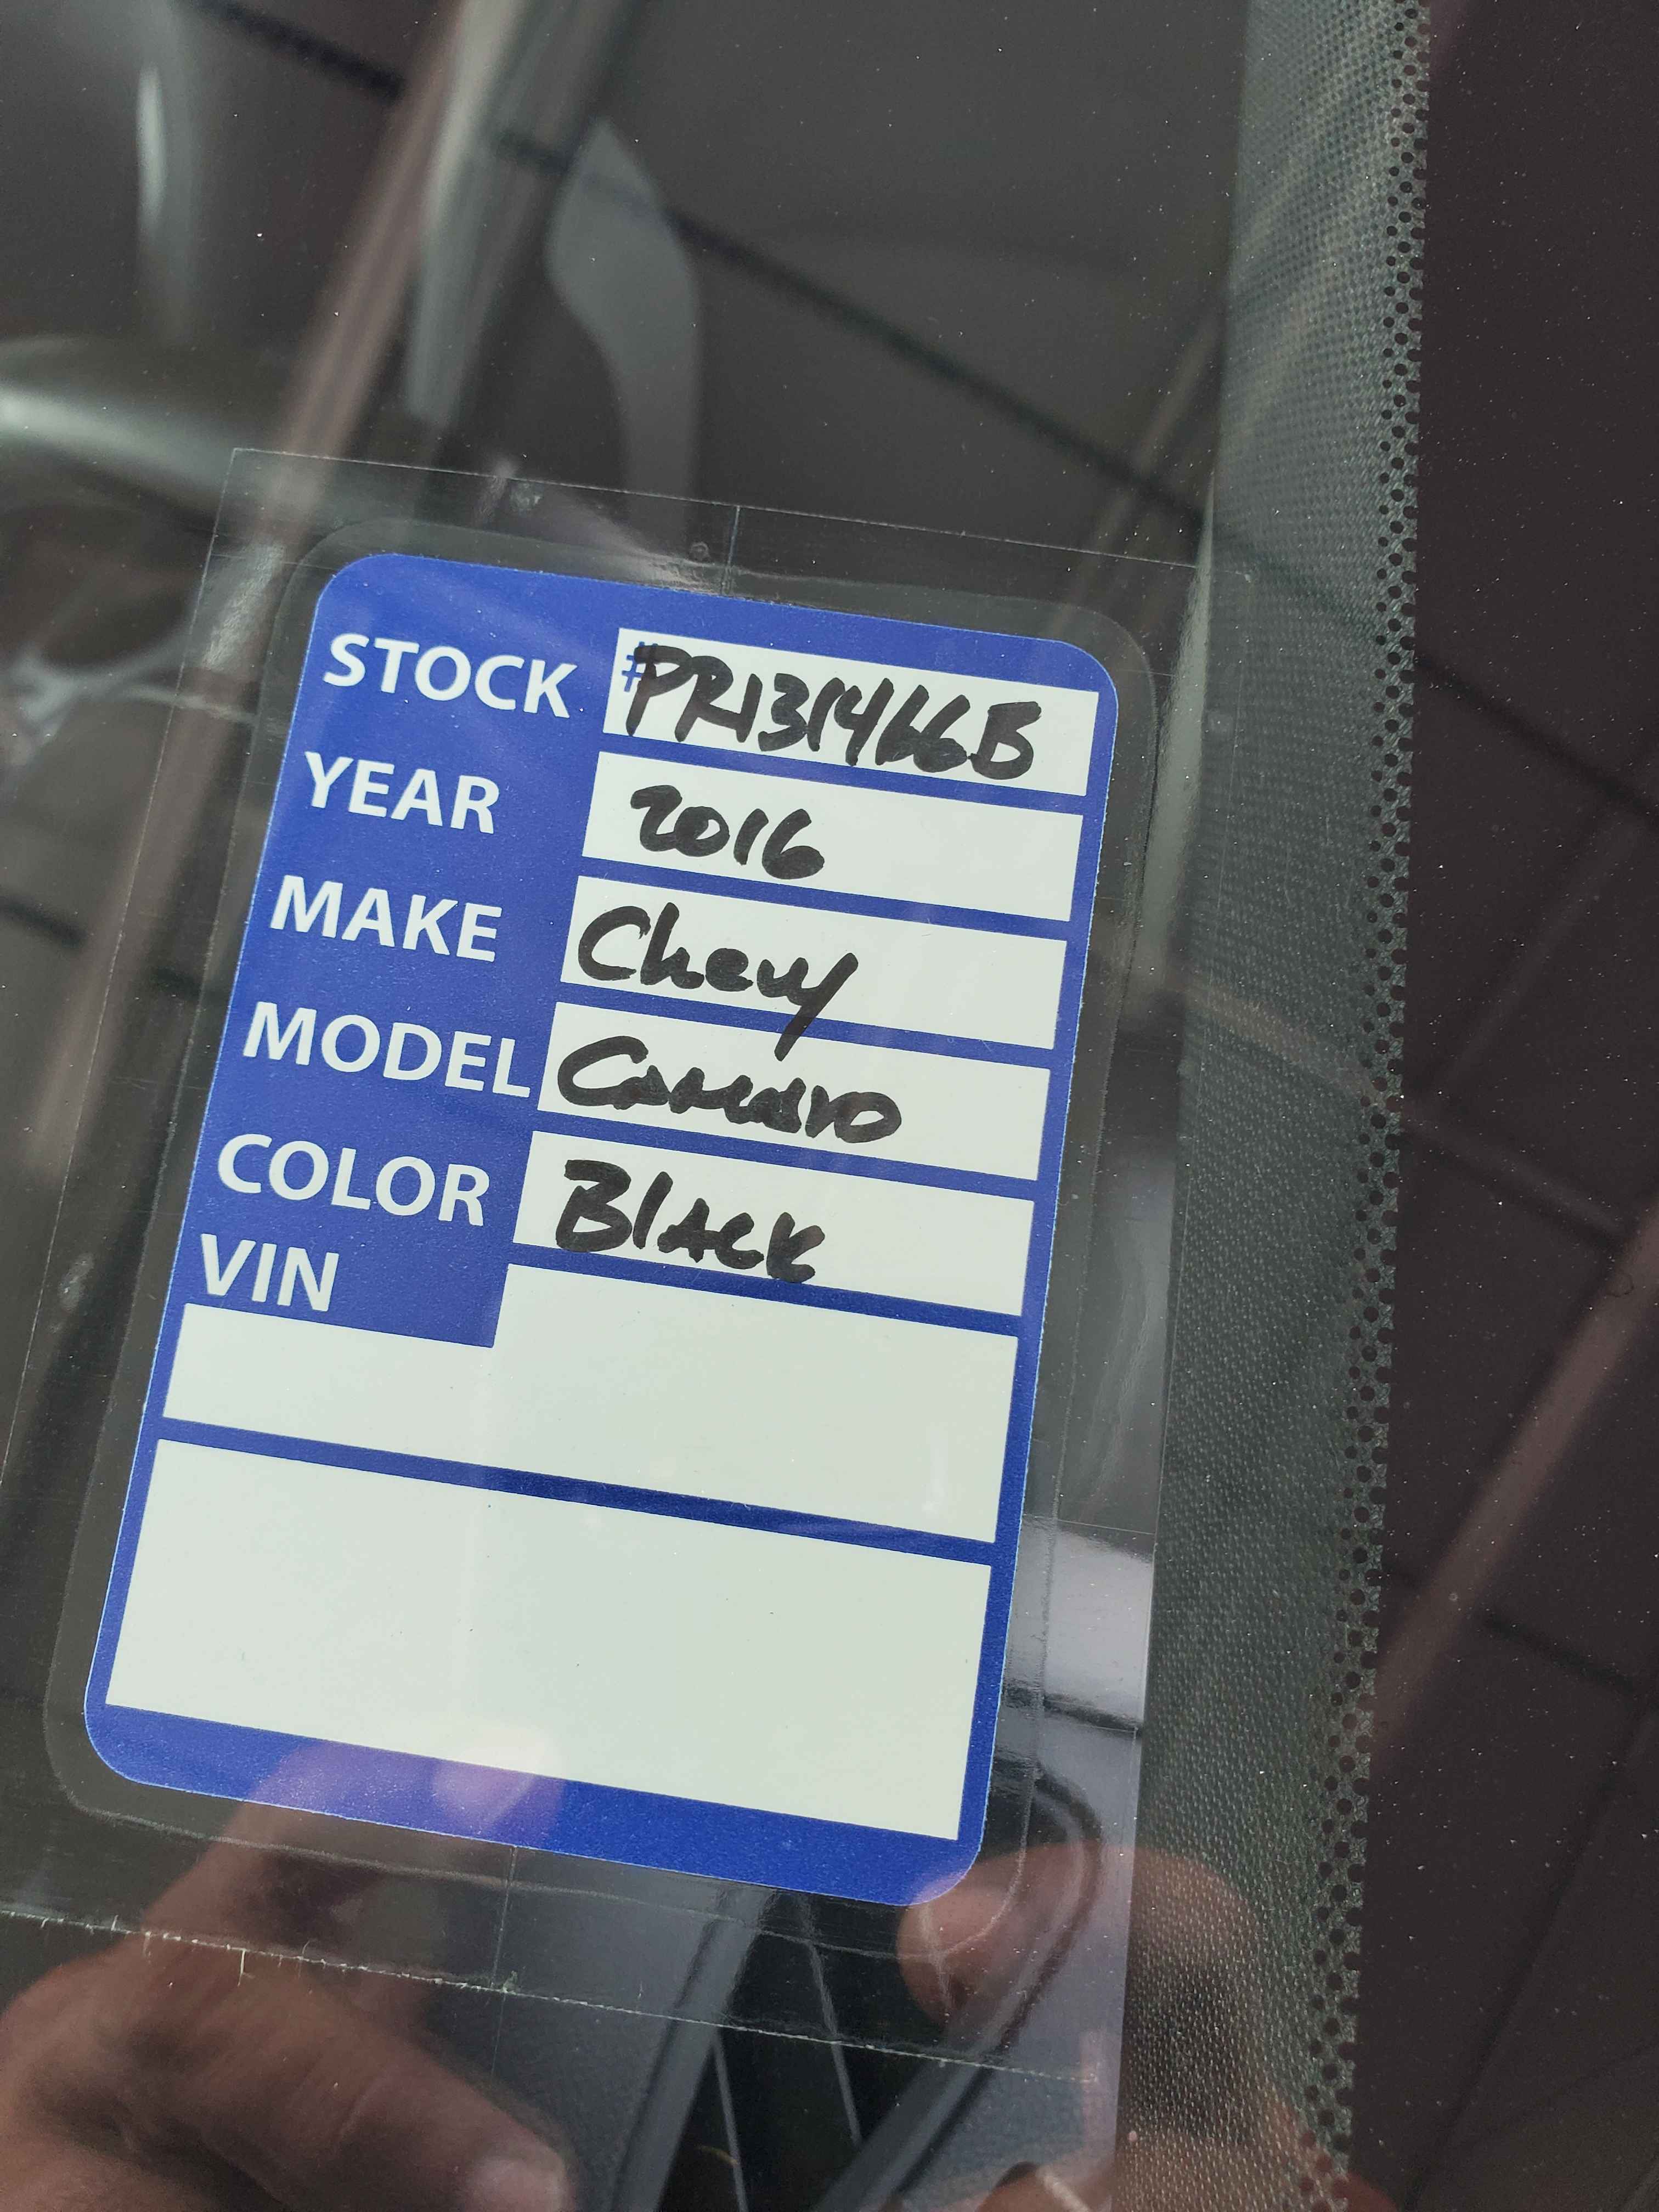 STOCK #PR131466B
YEAR 2016
MAKE Chevy
MODEL Camaro
COLOR Black
VIN